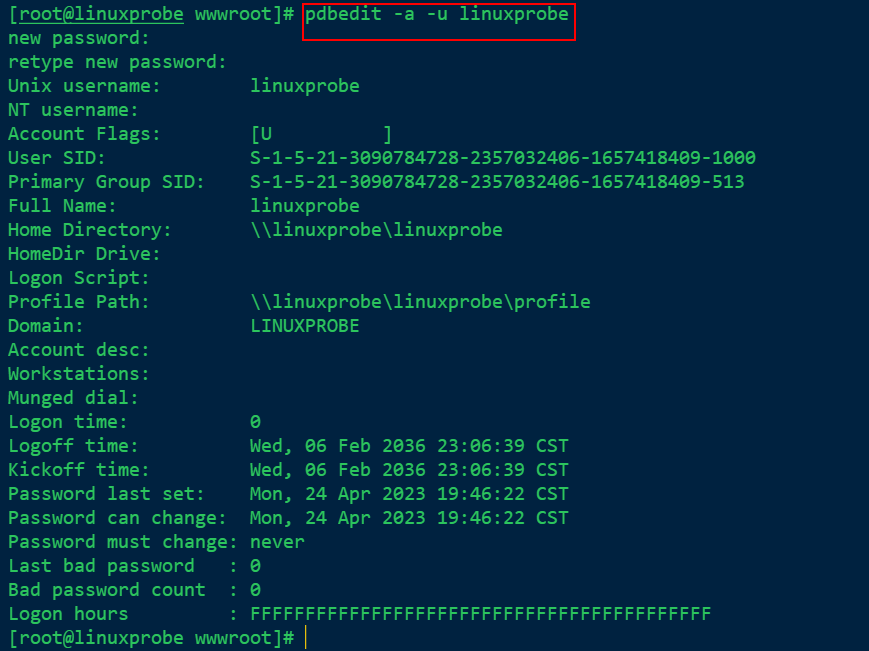 [root@linuxprobe wwwroot]# pdbedit -a -u linuxprobe
new password:
retype new password:
Unix username:        linuxprobe
NT username:
Account Flags:        [U          ]
User SID:             S-1-5-21-3090784728-2357032406-1657418409-1000
Primary Group SID:    S-1-5-21-3090784728-2357032406-1657418409-513
Full Name:            linuxprobe
Home Directory:       \\linuxprobe\linuxprobe
HomeDir Drive:
Logon Script:
Profile Path:         \\linuxprobe\linuxprobe\profile
Domain:               LINUXPROBE
Account desc:
Workstations:
Munged dial:
Logon time:           0
Logoff time:          Wed, 06 Feb 2036 23:06:39 CST
Kickoff time:         Wed, 06 Feb 2036 23:06:39 CST
Password last set:    Mon, 24 Apr 2023 19:46:22 CST
Password can change:  Mon, 24 Apr 2023 19:46:22 CST
Password must change: never
Last bad password   : 0
Bad password count  : 0
Logon hours         : FFFFFFFFFFFFFFFFFFFFFFFFFFFFFFFFFFFFFFFFFF
[root@linuxprobe wwwroot]#